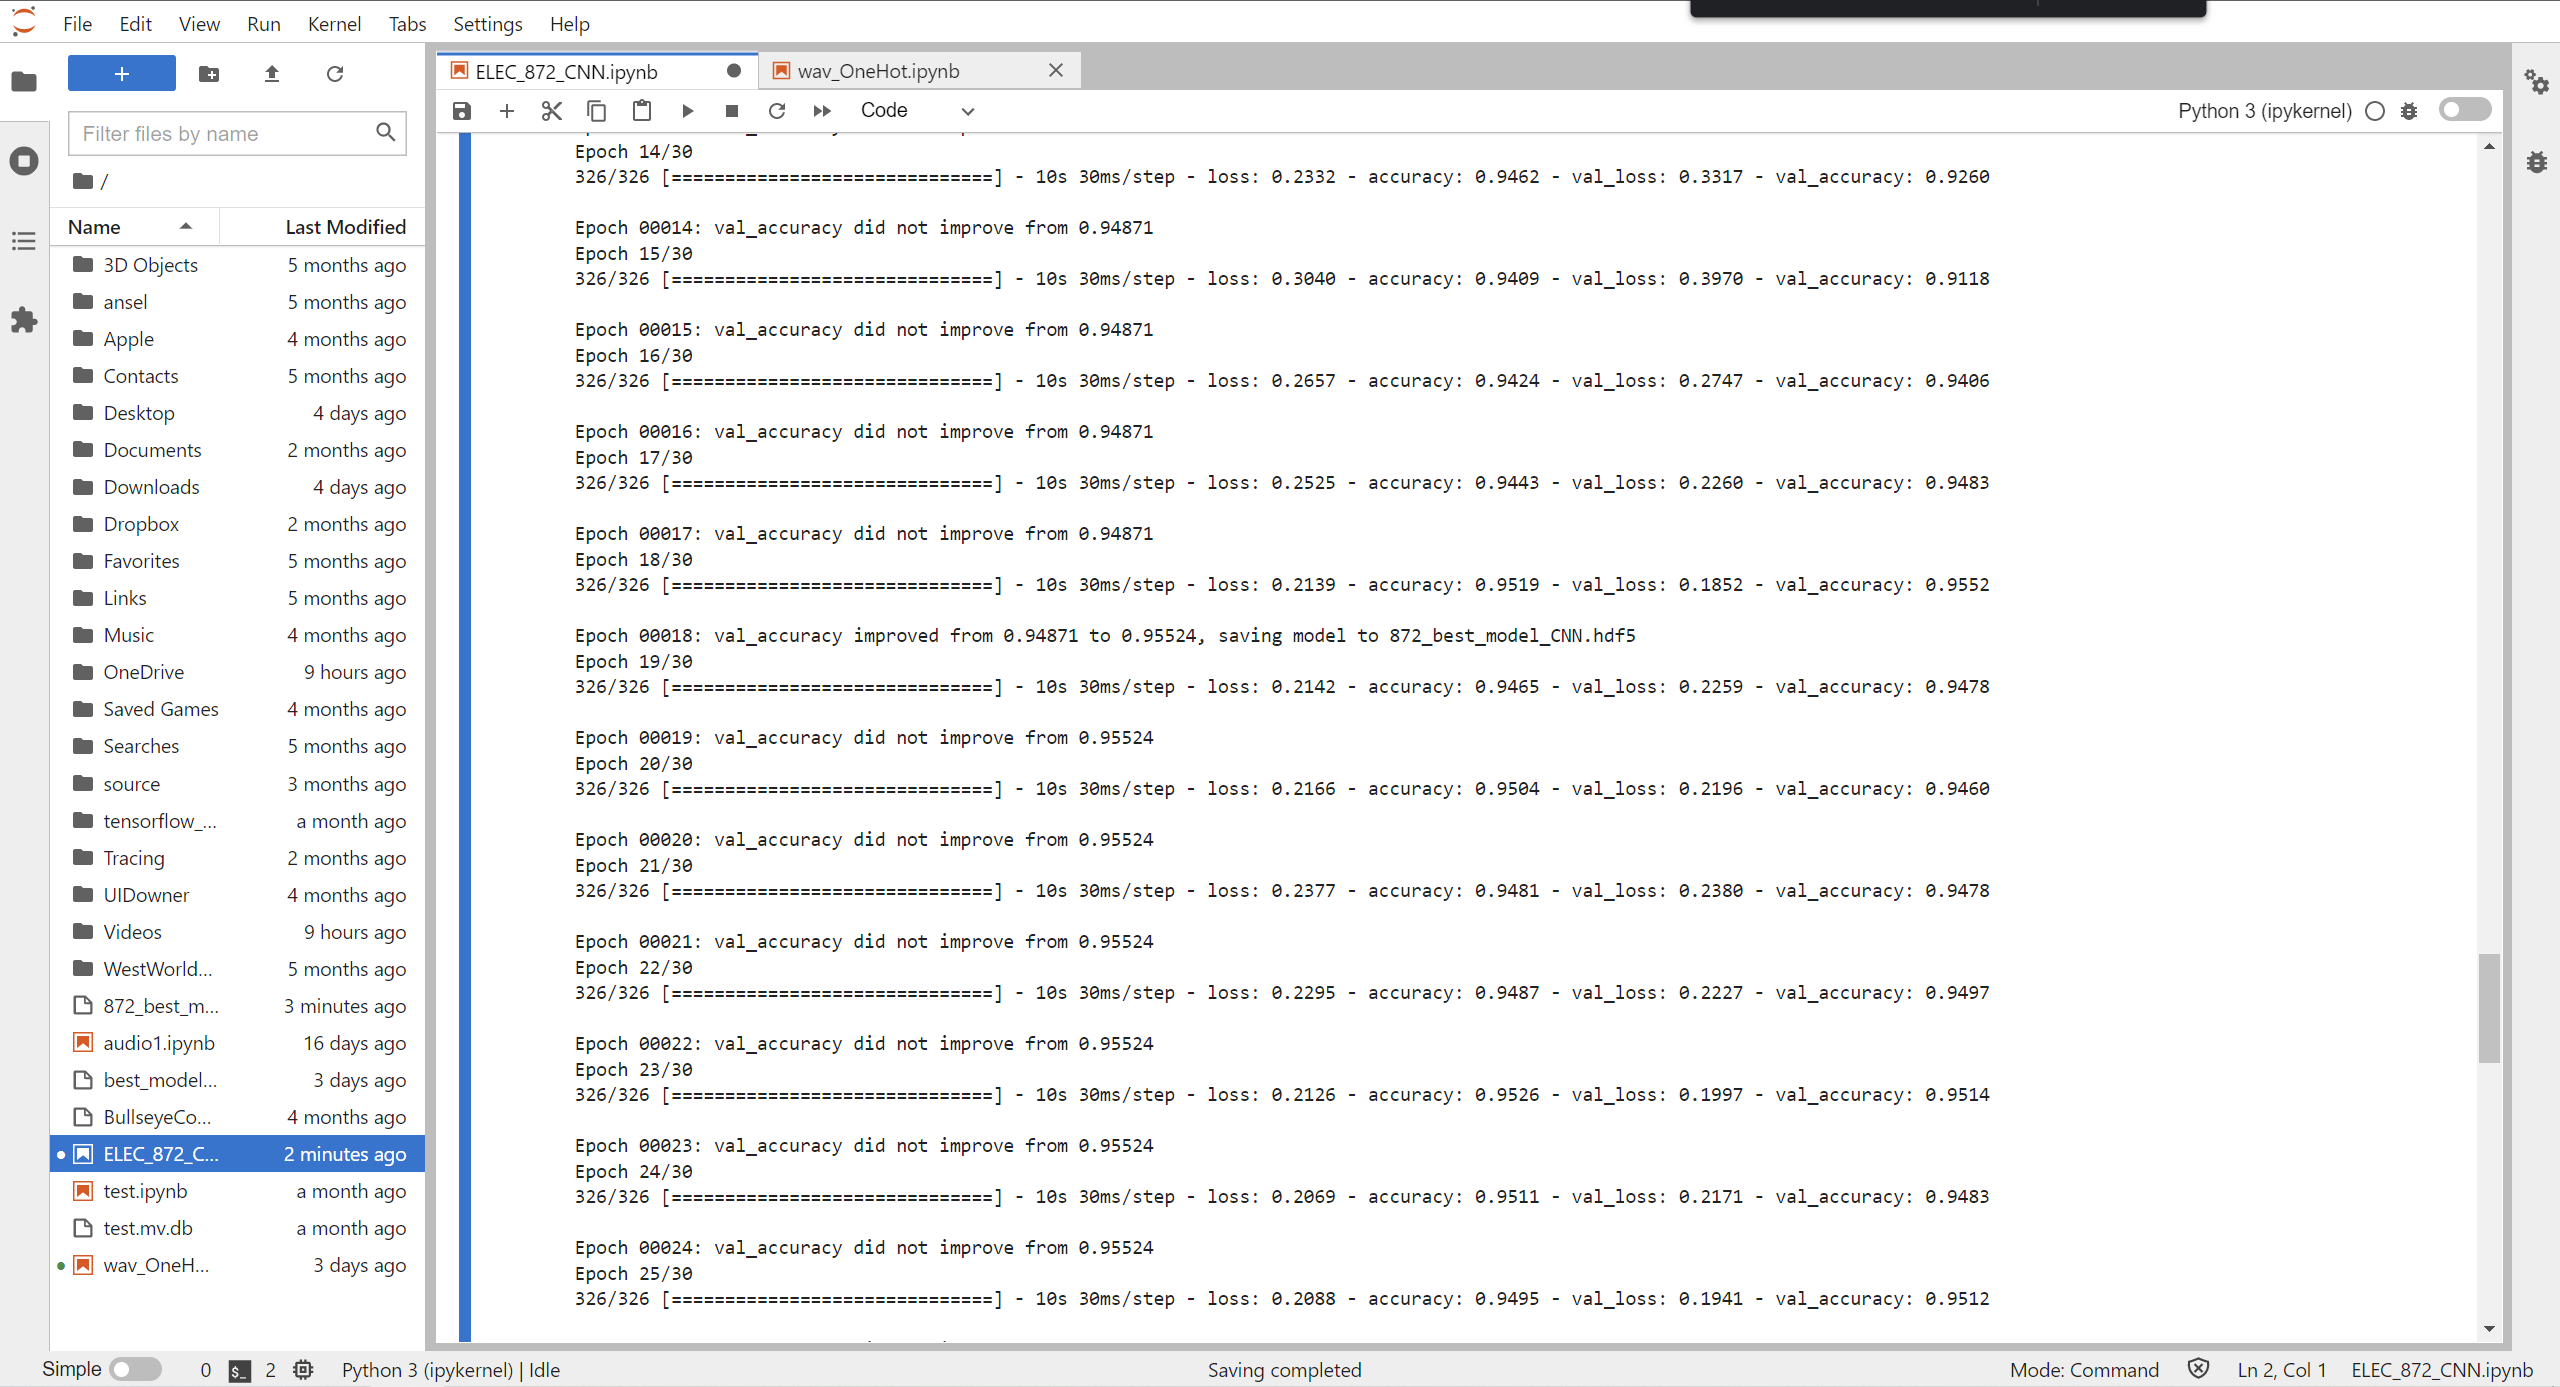 File Edit View Run Kernel Tabs Settings Help
ELEC_872_CNN.ipynb
wav_OneHot.ipynb
Code
Python 3 (ipykernel)
Filter files by name
/
Name Last Modified
3D Objects 5 months ago
ansel 5 months ago
Apple 4 months ago
Contacts 5 months ago
Desktop 4 days ago
Documents 2 months ago
Downloads 4 days ago
Dropbox 2 months ago
Favorites 5 months ago
Links 5 months ago
Music 4 months ago
OneDrive 9 hours ago
Saved Games 4 months ago
Searches 5 months ago
source 3 months ago
tensorflow_... a month ago
Tracing 2 months ago
UIDowner 4 months ago
Videos 9 hours ago
WestWorld... 5 months ago
872_best_m... 3 minutes ago
audio1.ipynb 16 days ago
best_model... 3 days ago
BullseyeCo... 4 months ago
ELEC_872_C... 2 minutes ago
test.ipynb a month ago
test.mv.db a month ago
wav_OneH... 3 days ago
Epoch 14/30
326/326 [==============================] - 10s 30ms/step - loss: 0.2332 - accuracy: 0.9462 - val_loss: 0.3317 - val_accuracy: 0.9260
Epoch 00014: val_accuracy did not improve from 0.94871
Epoch 15/30
326/326 [==============================] - 10s 30ms/step - loss: 0.3040 - accuracy: 0.9409 - val_loss: 0.3970 - val_accuracy: 0.9118
Epoch 00015: val_accuracy did not improve from 0.94871
Epoch 16/30
326/326 [==============================] - 10s 30ms/step - loss: 0.2657 - accuracy: 0.9424 - val_loss: 0.2747 - val_accuracy: 0.9406
Epoch 00016: val_accuracy did not improve from 0.94871
Epoch 17/30
326/326 [==============================] - 10s 30ms/step - loss: 0.2525 - accuracy: 0.9443 - val_loss: 0.2260 - val_accuracy: 0.9483
Epoch 00017: val_accuracy did not improve from 0.94871
Epoch 18/30
326/326 [==============================] - 10s 30ms/step - loss: 0.2139 - accuracy: 0.9519 - val_loss: 0.1852 - val_accuracy: 0.9552
Epoch 00018: val_accuracy improved from 0.94871 to 0.95524, saving model to 872_best_model_CNN.hdf5
Epoch 19/30
326/326 [==============================] - 10s 30ms/step - loss: 0.2142 - accuracy: 0.9465 - val_loss: 0.2259 - val_accuracy: 0.9478
Epoch 00019: val_accuracy did not improve from 0.95524
Epoch 20/30
326/326 [==============================] - 10s 30ms/step - loss: 0.2166 - accuracy: 0.9504 - val_loss: 0.2196 - val_accuracy: 0.9460
Epoch 00020: val_accuracy did not improve from 0.95524
Epoch 21/30
326/326 [==============================] - 10s 30ms/step - loss: 0.2377 - accuracy: 0.9481 - val_loss: 0.2380 - val_accuracy: 0.9478
Epoch 00021: val_accuracy did not improve from 0.95524
Epoch 22/30
326/326 [==============================] - 10s 30ms/step - loss: 0.2295 - accuracy: 0.9487 - val_loss: 0.2227 - val_accuracy: 0.9497
Epoch 00022: val_accuracy did not improve from 0.95524
Epoch 23/30
326/326 [==============================] - 10s 30ms/step - loss: 0.2126 - accuracy: 0.9526 - val_loss: 0.1997 - val_accuracy: 0.9514
Epoch 00023: val_accuracy did not improve from 0.95524
Epoch 24/30
326/326 [==============================] - 10s 30ms/step - loss: 0.2069 - accuracy: 0.9511 - val_loss: 0.2171 - val_accuracy: 0.9483
Epoch 00024: val_accuracy did not improve from 0.95524
Epoch 25/30
326/326 [==============================] - 10s 30ms/step - loss: 0.2088 - accuracy: 0.9495 - val_loss: 0.1941 - val_accuracy: 0.9512
Simple 0 $_ 2 Python 3 (ipykernel) | Idle Saving completed Mode: Command Ln 2, Col 1 ELEC_872_CNN.ipynb